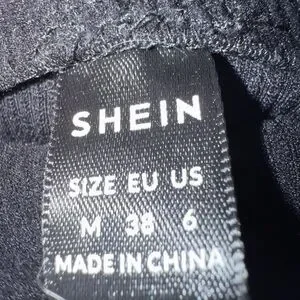 SHEIN
SIZE EU US
M 38 6
MADE IN CHINA